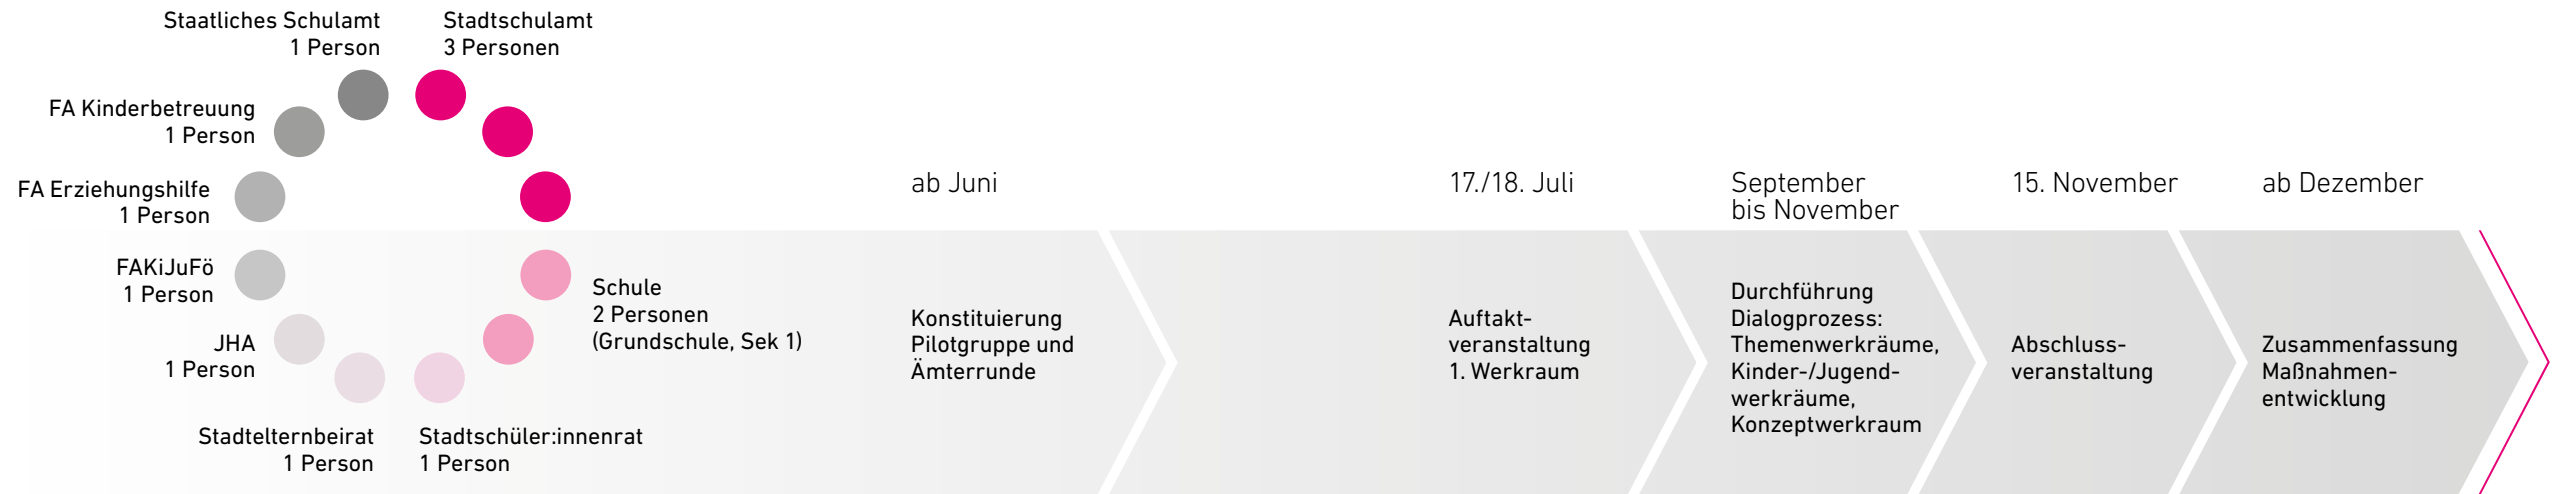 Staatliches Schulamt
1 Person
Stadtschulamt
3 Personen
FA Kinderbetreuung
1 Person
FA Erziehungshilfe
1 Person
FAKiJuFö
1 Person
JHA
1 Person
Stadtelternbeirat
1 Person
Stadtschüler:innenrat
1 Person
Schule
2 Personen
(Grundschule, Sek 1)
ab Juni
Konstituierung
Pilotgruppe und
Ämterrunde
17./18. Juli
Auftakt-
veranstaltung
1. Werkraum
September
bis November
Durchführung
Dialogprozess:
Themenwerkräume,
Kinder-/Jugend-
werkräume,
Konzeptwerkraum
15. November
Abschluss-
veranstaltung
ab Dezember
Zusammenfassung
Maßnahmen-
entwicklung